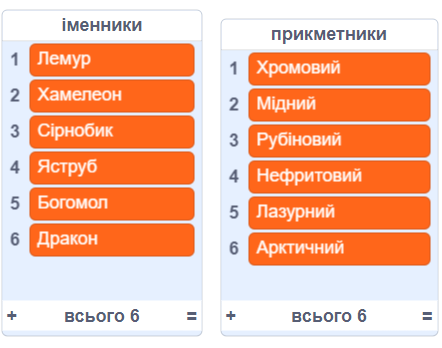 іменники
1 Лемур
2 Хамелеон
3 Сірнобик
4 Яструб
5 Богомол
6 Дракон
+ всього 6 =
прикметники
1 Хромовий
2 Мідний
3 Рубіновий
4 Нефритовий
5 Лазурний
6 Арктичний
+ всього 6 =